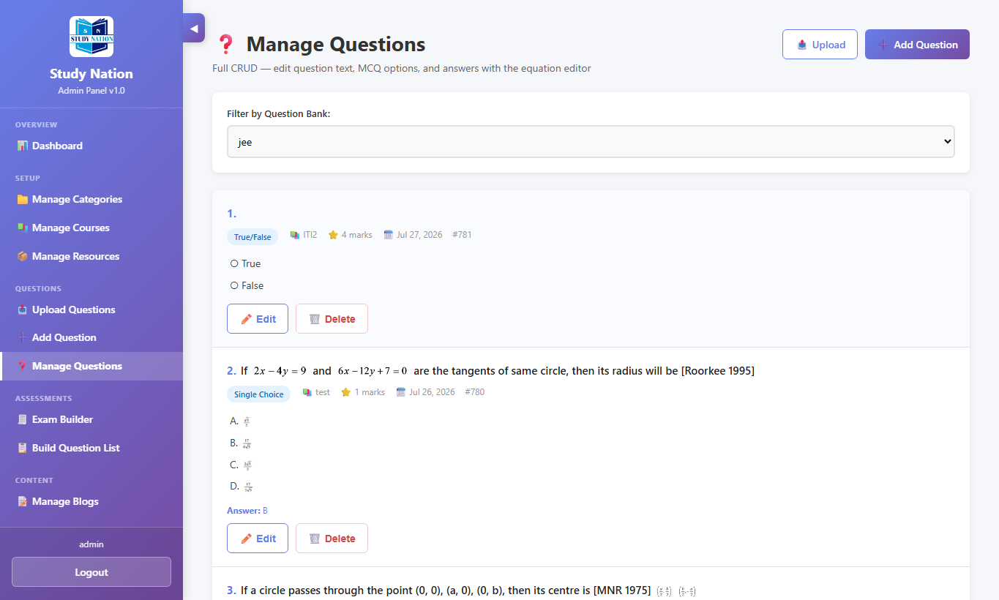 S N
STUDY NATION
Study Nation
Admin Panel v1.0
OVERVIEW
Dashboard
SETUP
Manage Categories
Manage Courses
Manage Resources
QUESTIONS
Upload Questions
Add Question
Manage Questions
ASSESSMENTS
Exam Builder
Build Question List
CONTENT
Manage Blogs
admin
Logout
Manage Questions
Full CRUD — edit question text, MCQ options, and answers with the equation editor
Upload
Add Question
Filter by Question Bank:
jee
1.
True/False ITI2 4 marks Jul 27, 2026 #781
True
False
Edit Delete
2. If 2x − 4y = 9 and 6x − 12y + 7 = 0 are the tangents of same circle, then its radius will be [Roorkee 1995]
Single Choice test 1 marks Jul 26, 2026 #780
A.
B.
C.
D.
Answer: B
Edit Delete
3. If a circle passes through the point (0, 0), (a, 0), (0, b), then its centre is [MNR 1975]